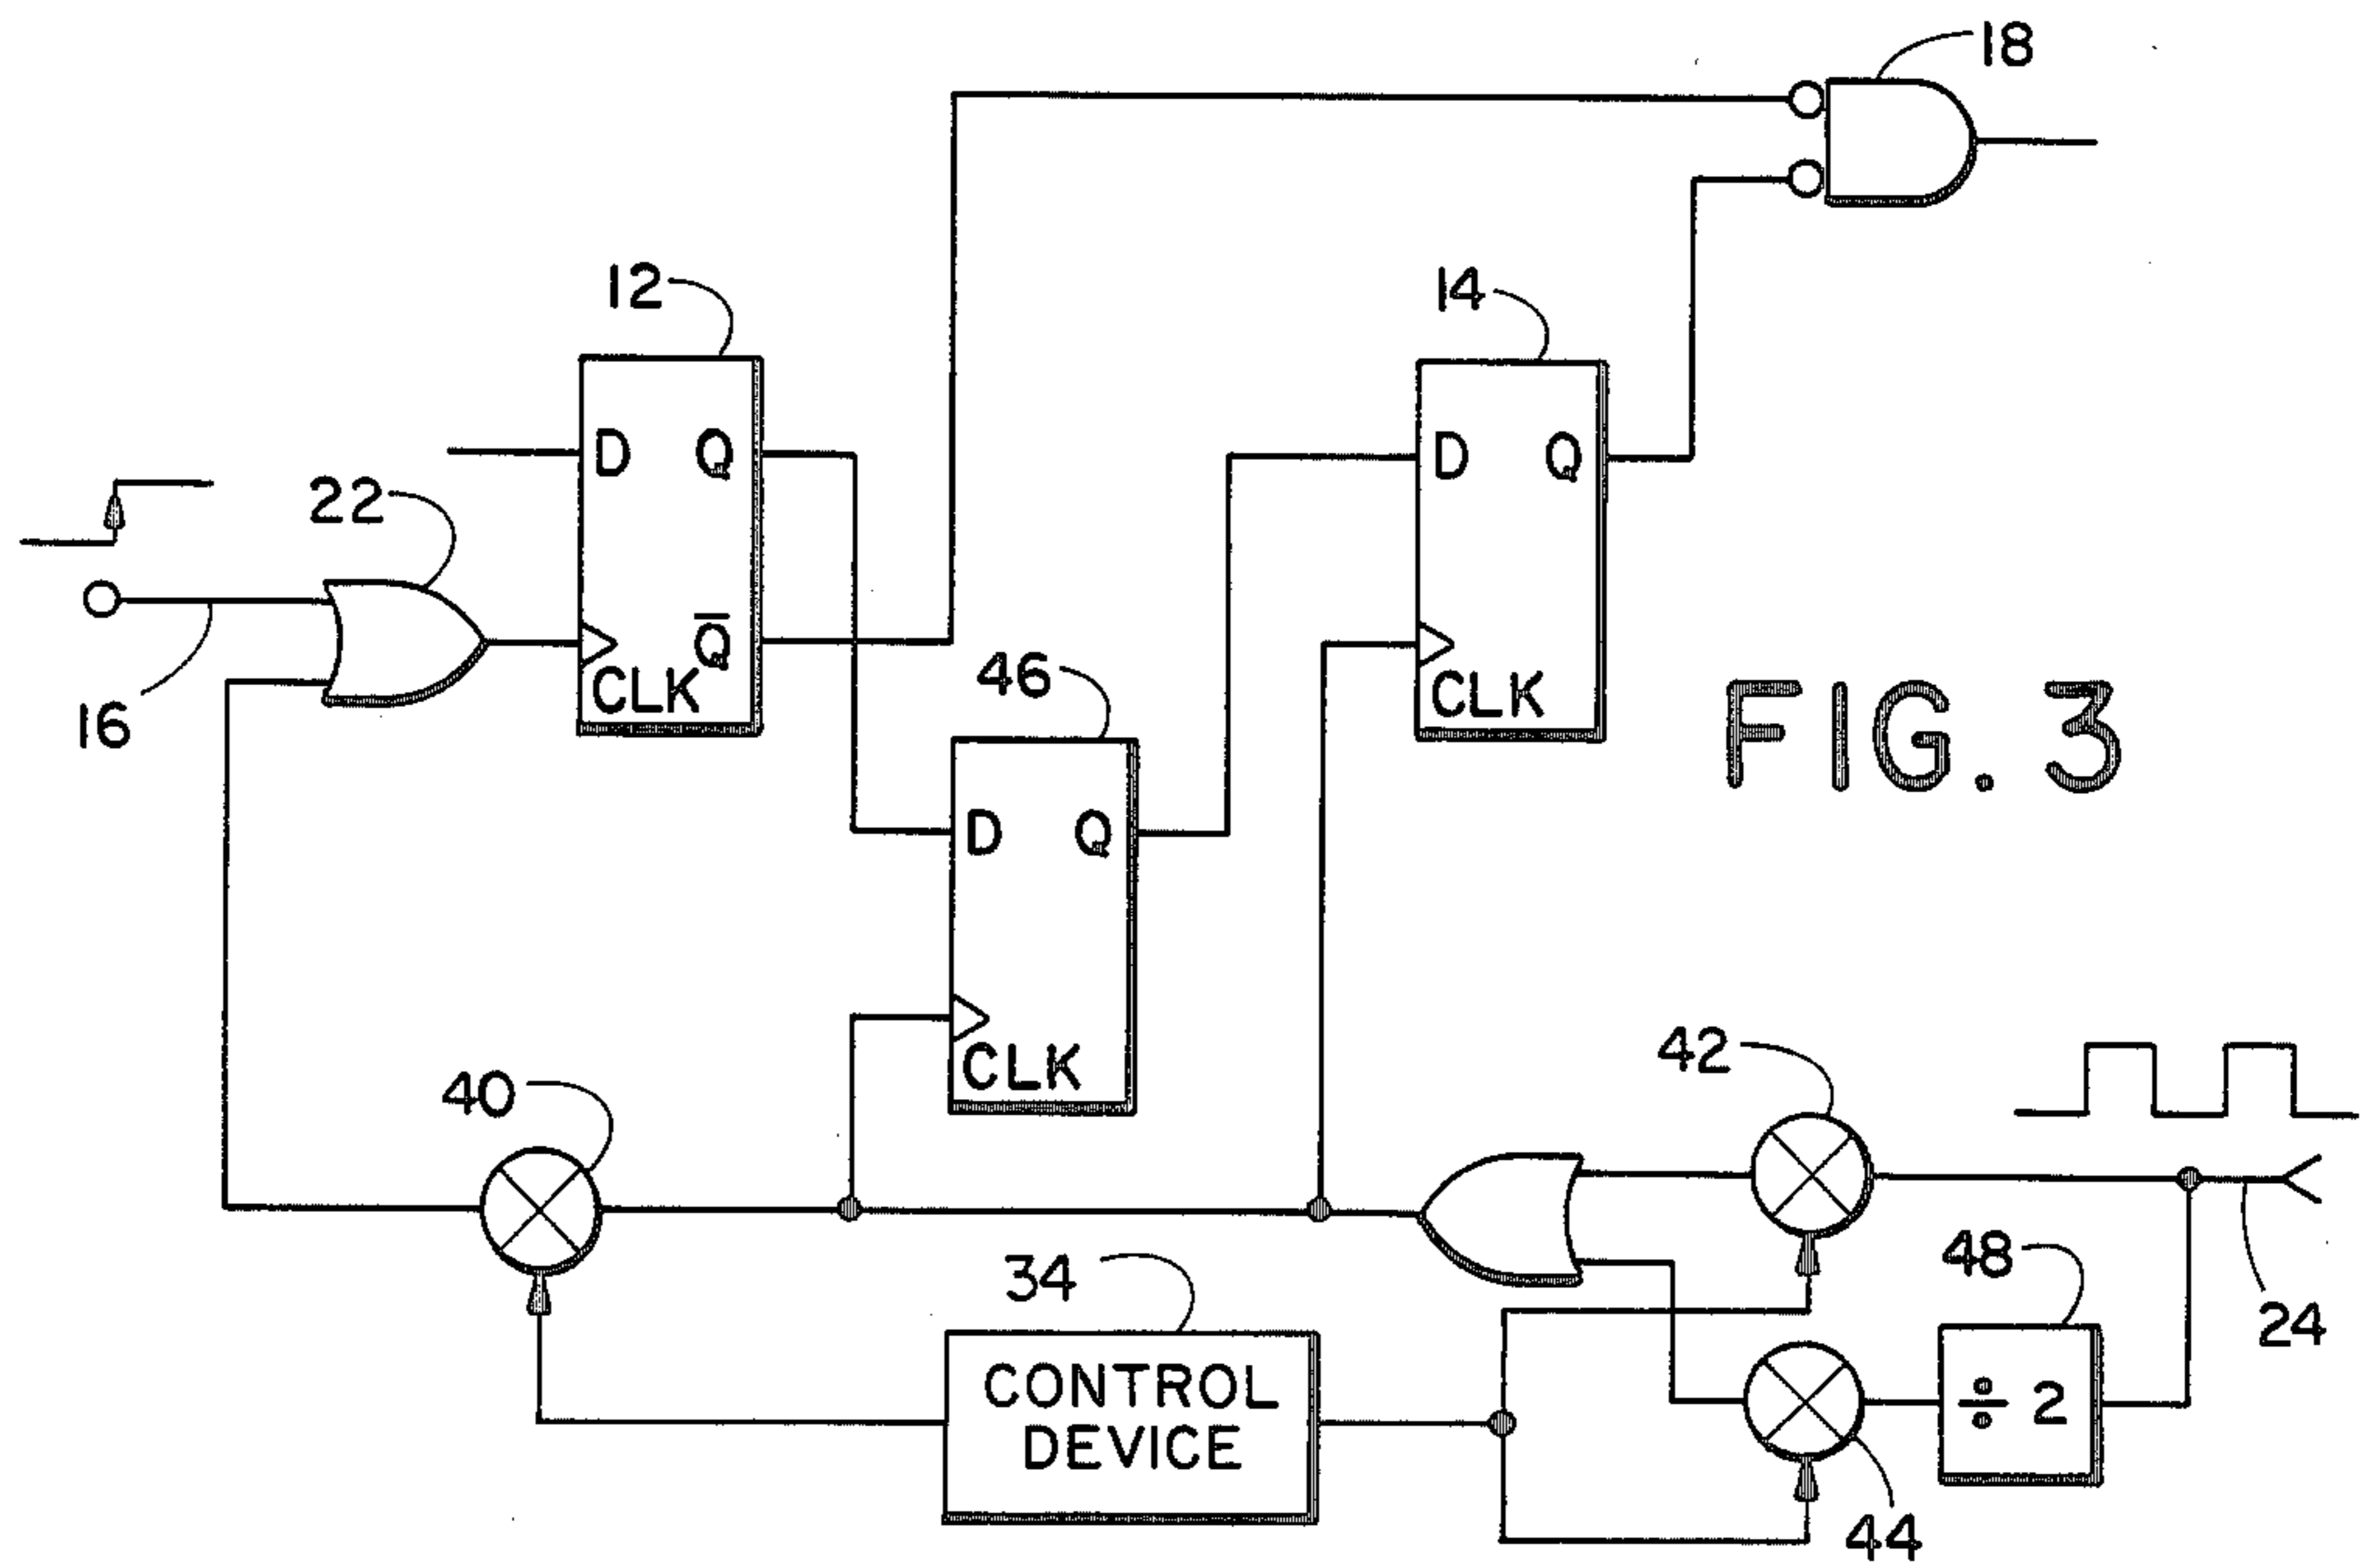 18
12
14
D Q
D Q
22
Q̅
CLK
46
CLK
16
FIG. 3
D Q
42
CLK
40
34
48
CONTROL
DEVICE
24
÷ 2
44